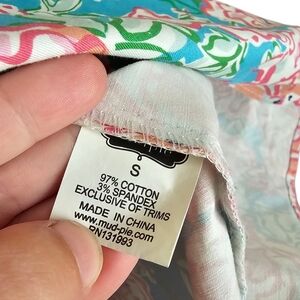 S
97% COTTON
3% SPANDEX
EXCLUSIVE OF TRIMS
MADE IN CHINA
www.mud-pie.com
RN131993